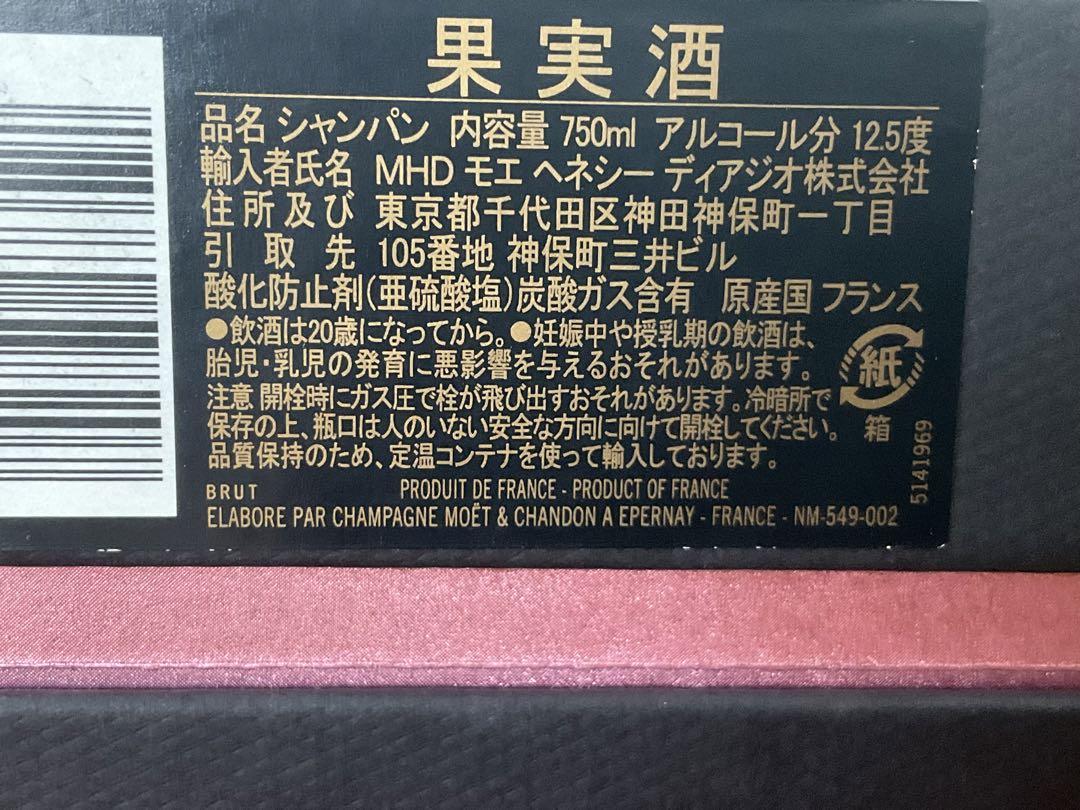 果実酒
品名 シャンパン 内容量 750ml アルコール分 12.5度
輸入者氏名 MHD モエ ヘネシー ディアジオ株式会社
住所及び 東京都千代田区神田神保町一丁目
引取先 105番地 神保町三井ビル
酸化防止剤(亜硫酸塩)炭酸ガス含有 原産国 フランス
●飲酒は20歳になってから。●妊娠中や授乳期の飲酒は、
胎児・乳児の発育に悪影響を与えるおそれがあります。
注意 開栓時にガス圧で栓が飛び出すおそれがあります。冷暗所で
保存の上、瓶口は人のいない安全な方向に向けて開栓してください。
品質保持のため、定温コンテナを使って輸入しております。
紙
箱
5141969
BRUT PRODUIT DE FRANCE - PRODUCT OF FRANCE
ELABORE PAR CHAMPAGNE MOËT & CHANDON A EPERNAY - FRANCE - NM-549-002